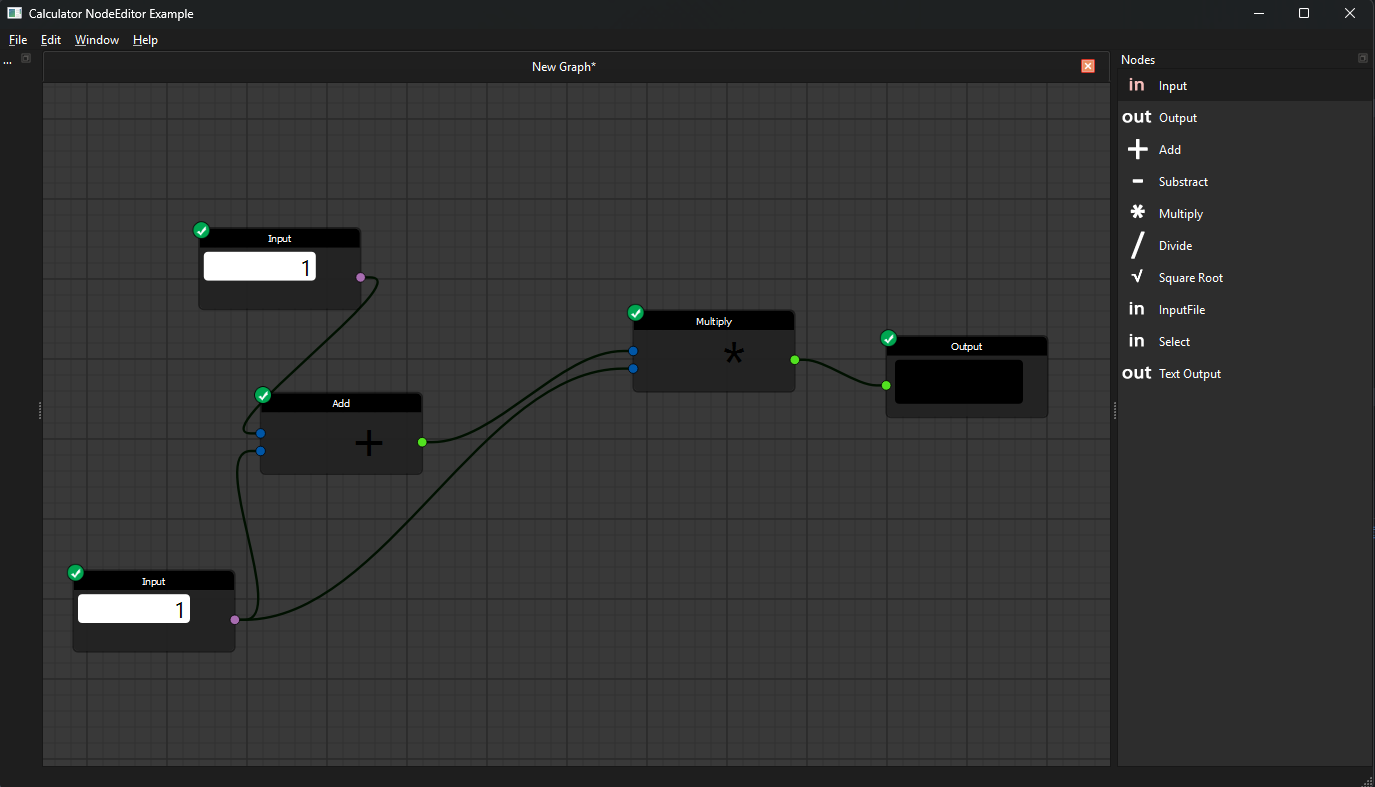 Calculator NodeEditor Example
File Edit Window Help
...
New Graph*
Nodes
in Input
out Output
+ Add
- Substract
* Multiply
/ Divide
√ Square Root
in InputFile
in Select
out Text Output
Input
1
Multiply
*
Output
Add
+
Input
1